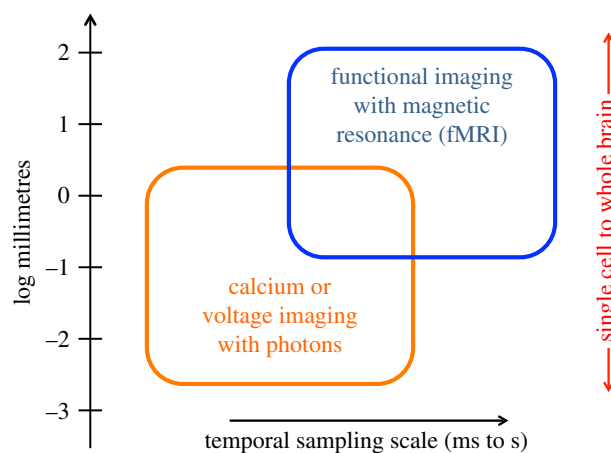 2
1
0
−1
−2
−3
log millimetres
functional imaging
with magnetic
resonance (fMRI)
calcium or
voltage imaging
with photons
temporal sampling scale (ms to s)
single cell to whole brain